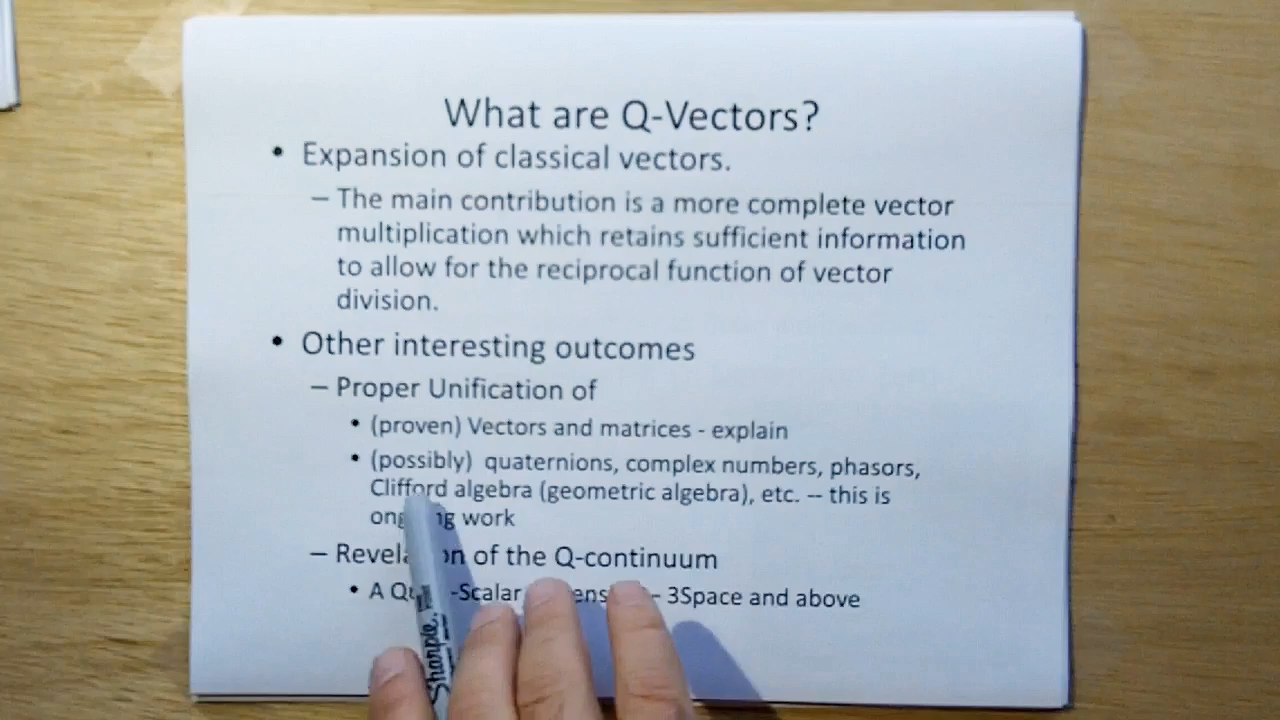 What are Q-Vectors?
• Expansion of classical vectors.
– The main contribution is a more complete vector
multiplication which retains sufficient information
to allow for the reciprocal function of vector
division.
• Other interesting outcomes
– Proper Unification of
• (proven) Vectors and matrices - explain
• (possibly) quaternions, complex numbers, phasors,
Clifford algebra (geometric algebra), etc. -- this is
work
– of the Q-continuum
• A -Scalar - 3Space and above
Sharpie